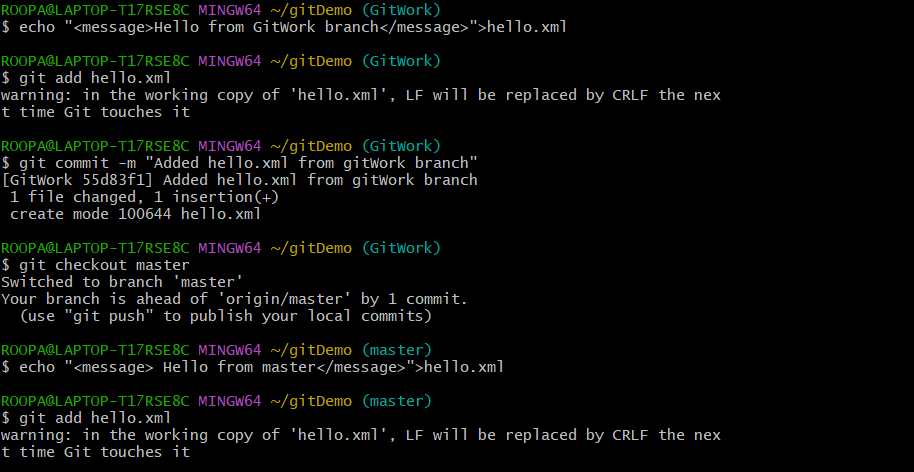 ROOPA@LAPTOP-T17RSE8C MINGW64 ~/gitDemo (GitWork)
$ echo "<message>Hello from GitWork branch</message>">hello.xml
ROOPA@LAPTOP-T17RSE8C MINGW64 ~/gitDemo (GitWork)
$ git add hello.xml
warning: in the working copy of 'hello.xml', LF will be replaced by CRLF the nex
t time Git touches it
ROOPA@LAPTOP-T17RSE8C MINGW64 ~/gitDemo (GitWork)
$ git commit -m "Added hello.xml from gitWork branch"
[GitWork 55d83f1] Added hello.xml from gitWork branch
 1 file changed, 1 insertion(+)
 create mode 100644 hello.xml
ROOPA@LAPTOP-T17RSE8C MINGW64 ~/gitDemo (GitWork)
$ git checkout master
Switched to branch 'master'
Your branch is ahead of 'origin/master' by 1 commit.
  (use "git push" to publish your local commits)
ROOPA@LAPTOP-T17RSE8C MINGW64 ~/gitDemo (master)
$ echo "<message> Hello from master</message>">hello.xml
ROOPA@LAPTOP-T17RSE8C MINGW64 ~/gitDemo (master)
$ git add hello.xml
warning: in the working copy of 'hello.xml', LF will be replaced by CRLF the nex
t time Git touches it